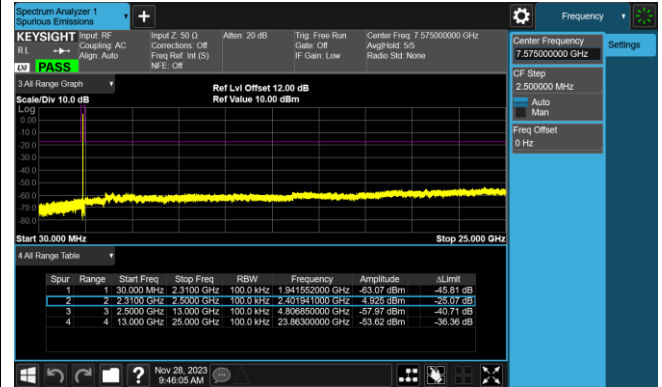 Spectrum Analyzer 1
Spurious Emissions
Frequency
KEYSIGHT Input: RF
Coupling: AC
Align: Auto
Input Z: 50 Ω
Corrections: Off
Freq Ref: Int (S)
NFE: Off
Atten: 20 dB
Trig: Free Run
Gate: Off
IF Gain: Low
Center Freq: 7.575000000 GHz
Avg|Hold: 5/5
Radio Std: None
RL
LXI PASS
3 All Range Graph
Ref Lvl Offset 12.00 dB
Scale/Div 10.0 dB
Ref Value 10.00 dBm
Log
0.00
-10.0
-20.0
-30.0
-40.0
-50.0
-60.0
-70.0
-80.0
Start 30.000 MHz
Stop 25.000 GHz
4 All Range Table
Spur Range Start Freq Stop Freq RBW Frequency Amplitude ΔLimit
1 1 30.000 MHz 2.3100 GHz 100.0 kHz 1.941552000 GHz -63.07 dBm -45.81 dB
2 2 2.3100 GHz 2.5000 GHz 100.0 kHz 2.401941000 GHz 4.925 dBm -25.07 dB
3 3 2.5000 GHz 13.000 GHz 100.0 kHz 4.806850000 GHz -57.97 dBm -40.71 dB
4 4 13.000 GHz 25.000 GHz 100.0 kHz 23.86300000 GHz -53.62 dBm -36.36 dB
Nov 28, 2023
9:46:05 AM
Center Frequency
7.575000000 GHz
Settings
CF Step
2.500000 MHz
Auto
Man
Freq Offset
0 Hz